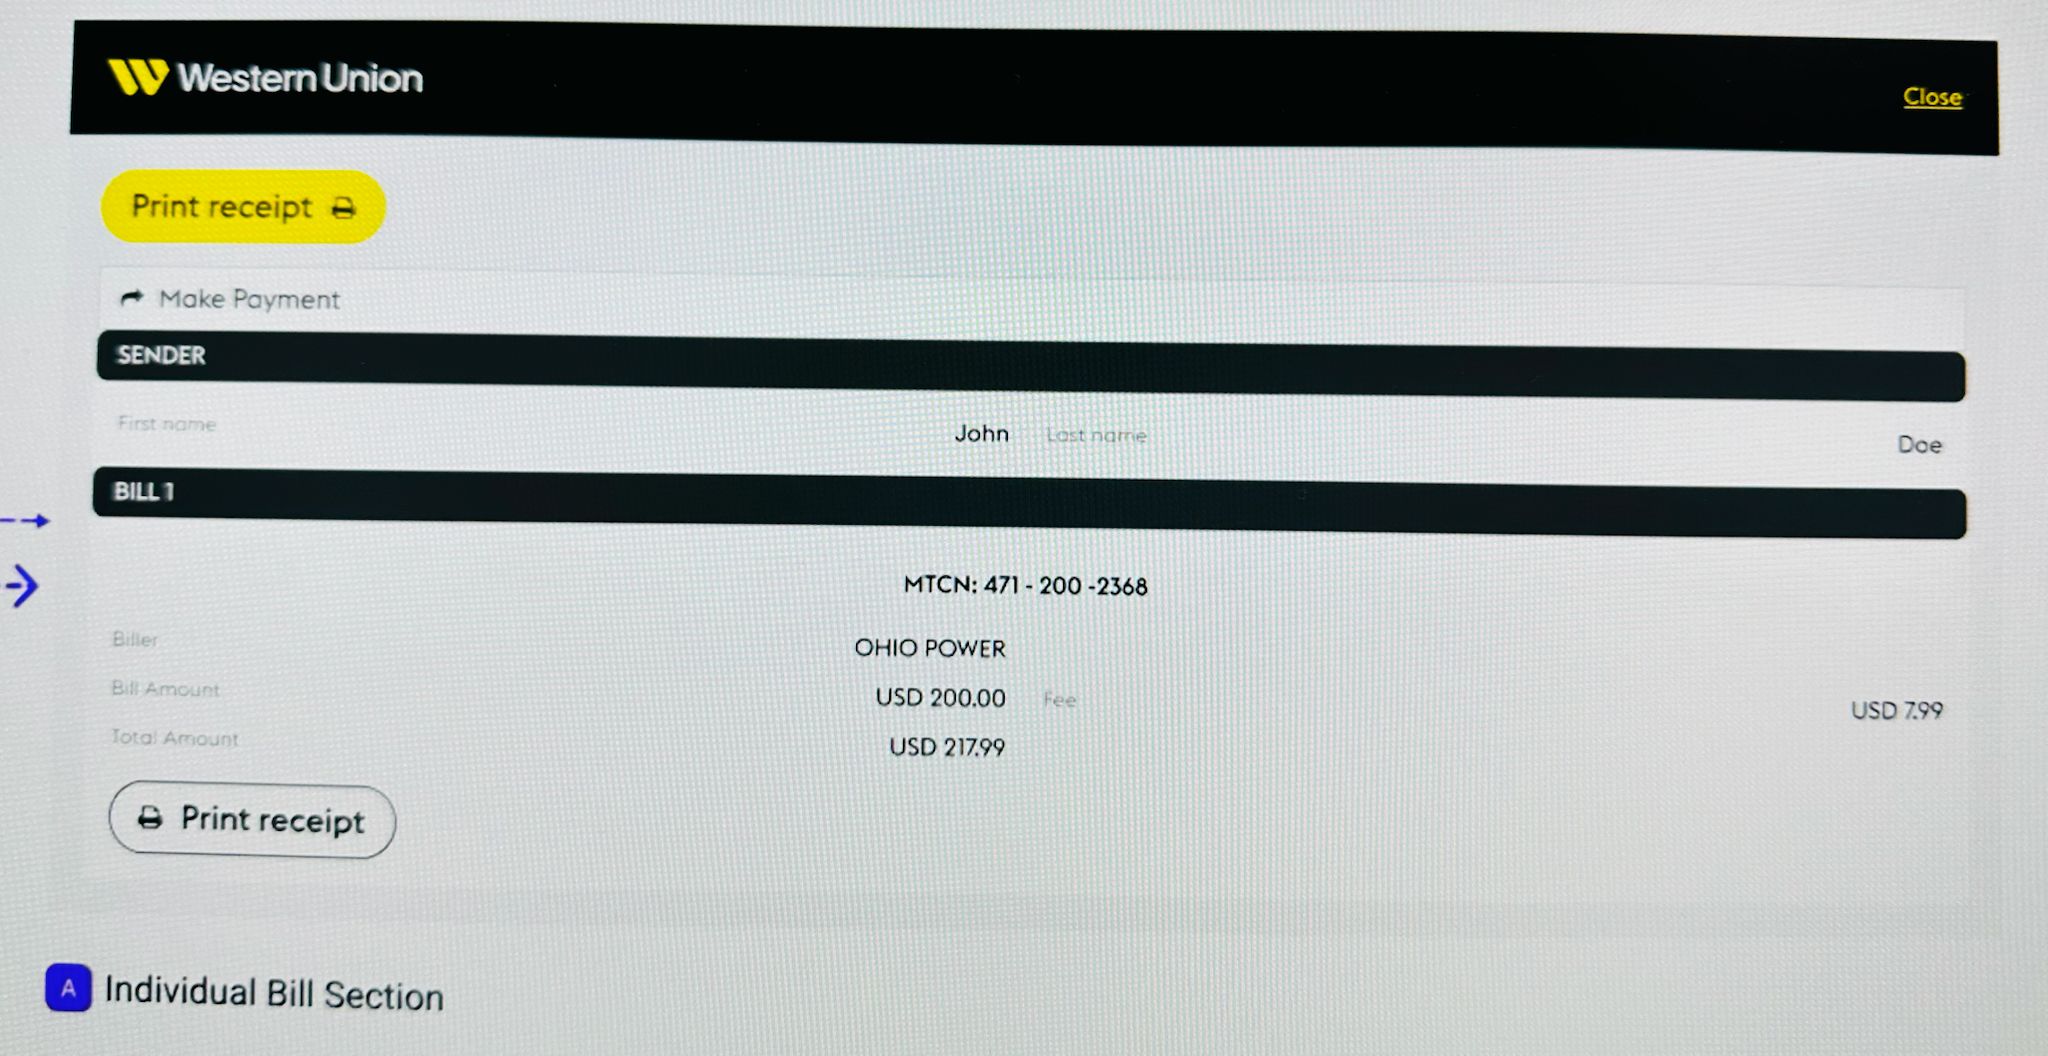 Western Union
Close
Print receipt
Make Payment
SENDER
First name John Last name Doe
BILL 1
MTCN: 471 - 200 -2368
Biller OHIO POWER
Bill Amount USD 200.00 Fee USD 7.99
Total Amount USD 217.99
Print receipt
A Individual Bill Section